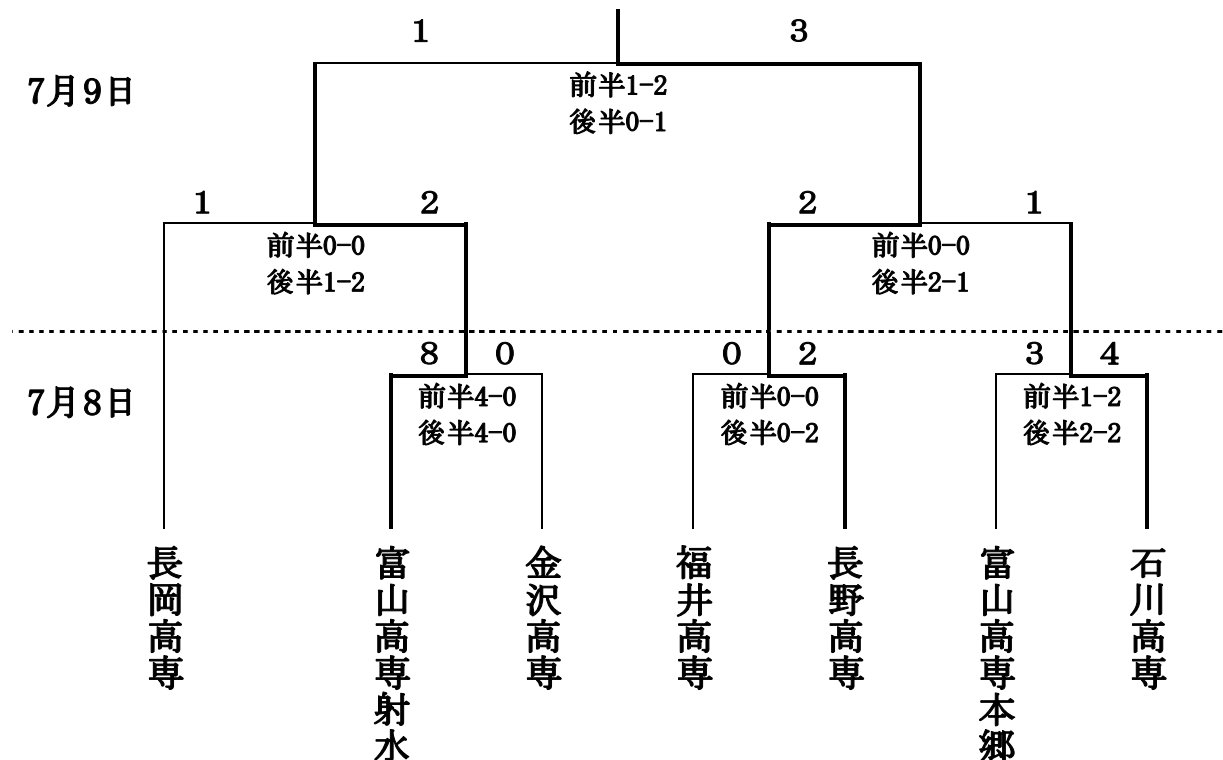 1
3
7月9日
前半1-2
後半0-1
1
2
2
1
前半0-0
後半1-2
前半0-0
後半2-1
8
0
0
2
3
4
7月8日
前半4-0
後半4-0
前半0-0
後半0-2
前半1-2
後半2-2
長岡高専
富山高専射水
金沢高専
福井高専
長野高専
富山高専本郷
石川高専